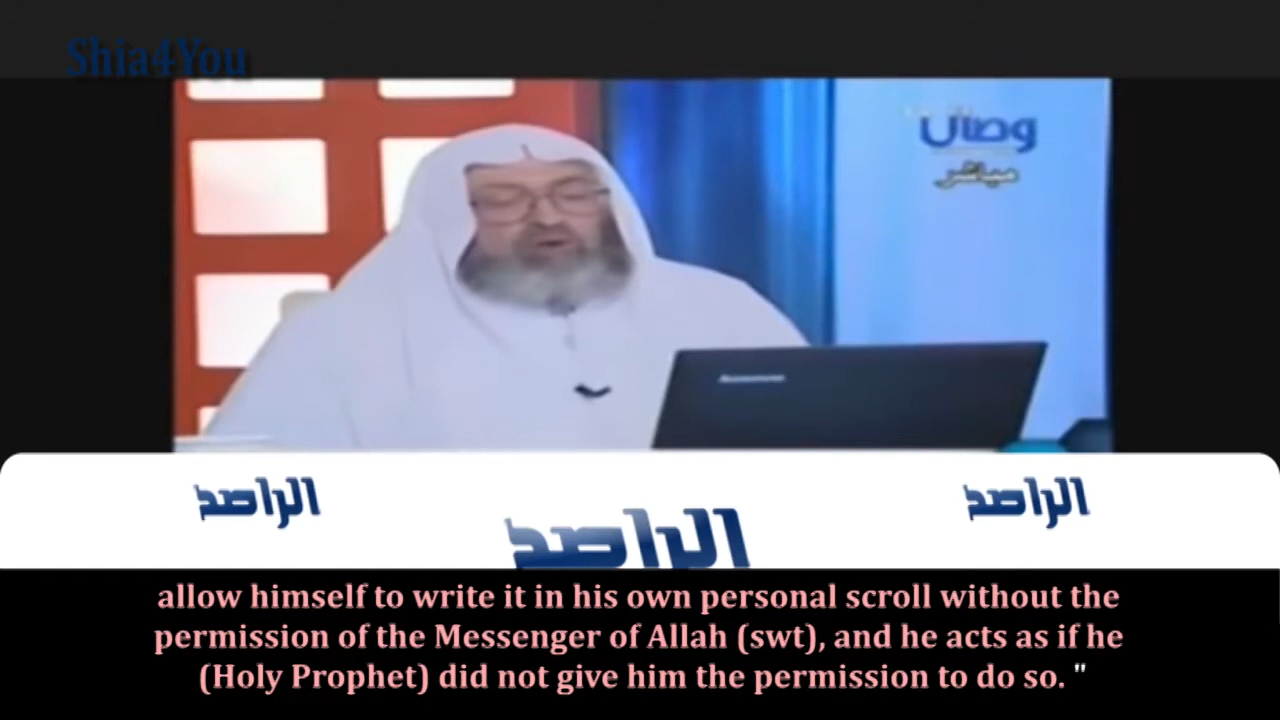 Shia4You
وصال
مباشر
الراصد
الراصد
الراصد
allow himself to write it in his own personal scroll without the
permission of the Messenger of Allah (swt), and he acts as if he
(Holy Prophet) did not give him the permission to do so. "